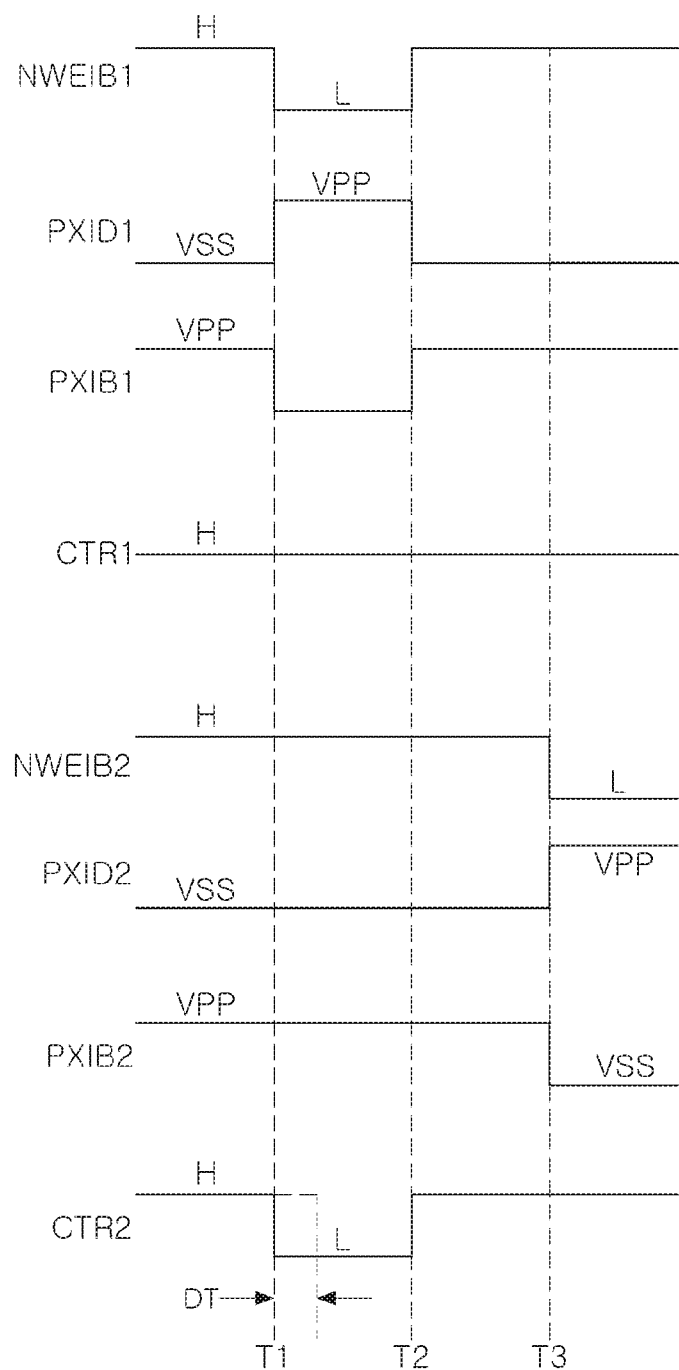 H
NWEIB1
L
VPP
PXID1
VSS
VPP
PXIB1
H
CTR1
H
NWEIB2
L
PXID2
VPP
VSS
VPP
PXIB2
VSS
H
CTR2
L
DT
T1 T2 T3